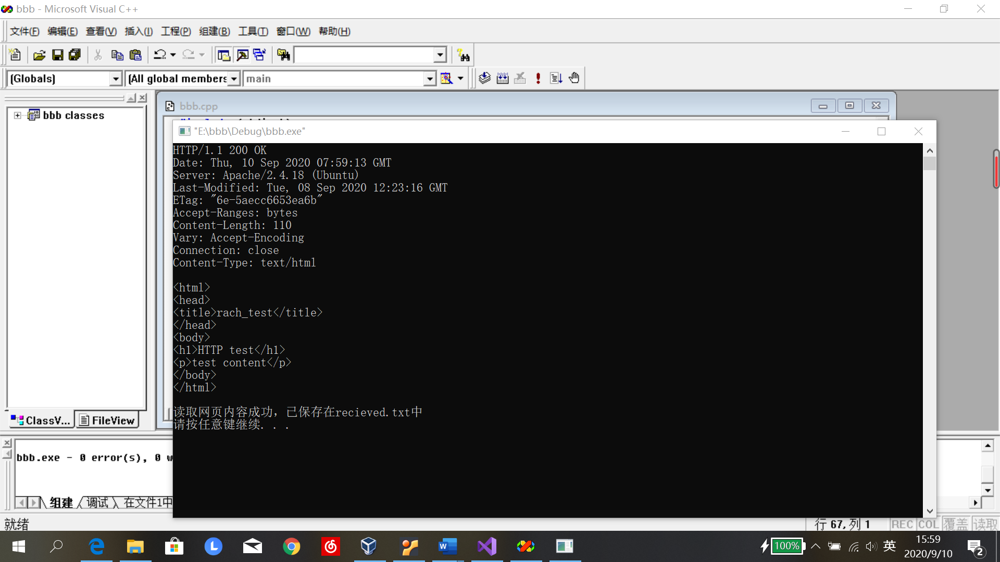 bbb - Microsoft Visual C++
文件(F) 编辑(E) 查看(V) 插入(I) 工程(P) 组建(B) 工具(T) 窗口(W) 帮助(H)
(Globals) (All global members main
bbb classes
bbb.cpp
"E:\bbb\Debug\bbb.exe"
HTTP/1.1 200 OK
Date: Thu, 10 Sep 2020 07:59:13 GMT
Server: Apache/2.4.18 (Ubuntu)
Last-Modified: Tue, 08 Sep 2020 12:23:16 GMT
ETag: "6e-5aecc6653ea6b"
Accept-Ranges: bytes
Content-Length: 110
Vary: Accept-Encoding
Connection: close
Content-Type: text/html
<html>
<head>
<title>rach_test</title>
</head>
<body>
<h1>HTTP test</h1>
<p>test content</p>
</body>
</html>
读取网页内容成功，已保存在recieved.txt中
请按任意键继续. . .
ClassV... FileView
bbb.exe - 0 error(s), 0 w
组建 调试 在文件1中
就绪
行 67, 列 1 REC COL 覆盖 读取
100% 英 15:59
2020/9/10 2